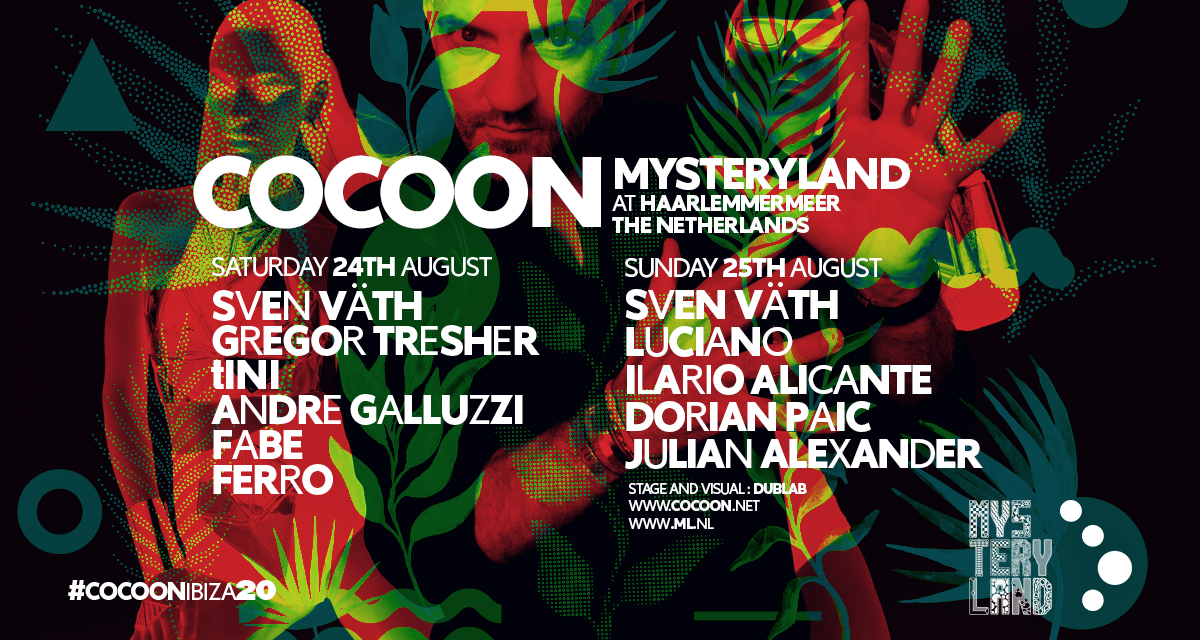 COCOON
MYSTERYLAND
AT HAARLEMMERMEER
THE NETHERLANDS
SATURDAY 24TH AUGUST
SVEN VÄTH
GREGOR TRESHER
tINI
ANDRE GALLUZZI
FABE
FERRO
SUNDAY 25TH AUGUST
SVEN VÄTH
LUCIANO
ILARIO ALICANTE
DORIAN PAIC
JULIAN ALEXANDER
STAGE AND VISUAL : DUBLAB
WWW.COCOON.NET
WWW.ML.NL
#COCOONIBIZA20
MYS
TERY
LAND